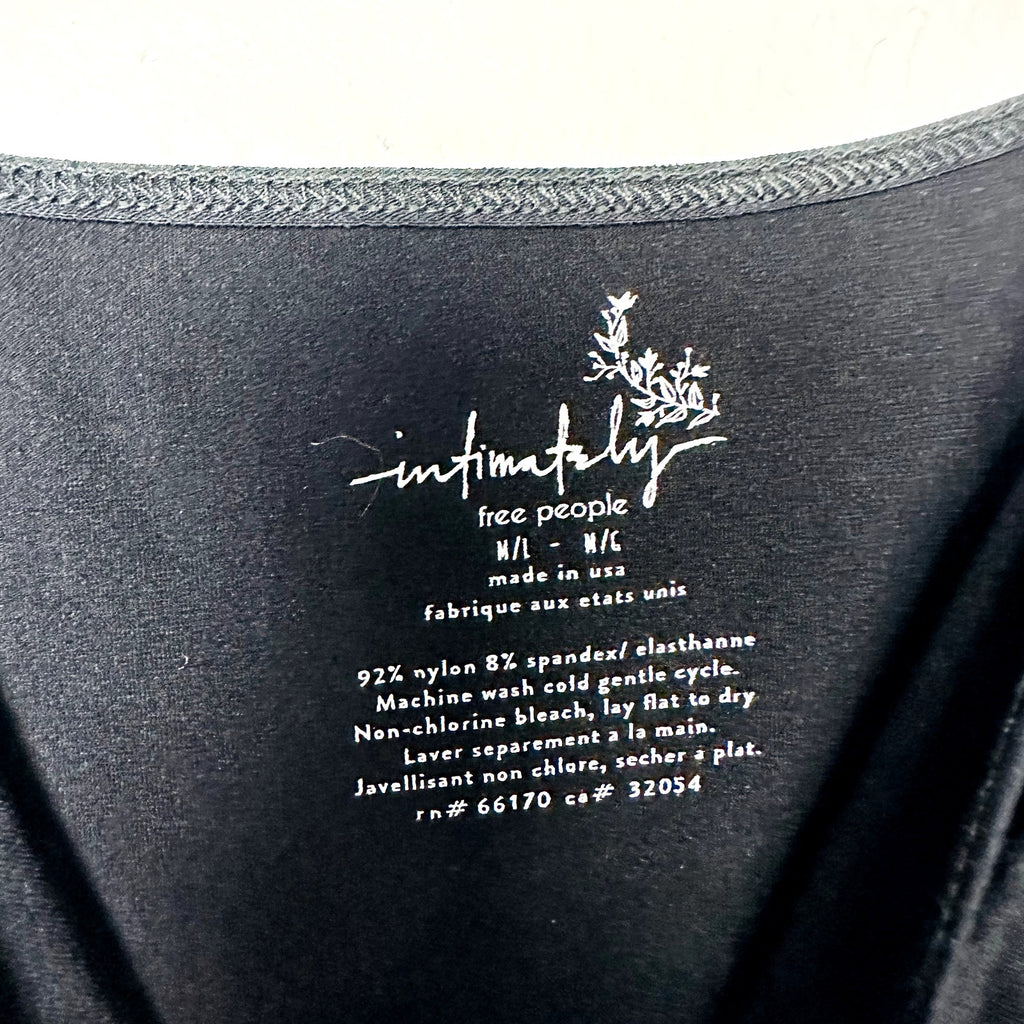 intimately
free people
M/L - M/G
made in usa
fabrique aux etats unis
92% nylon 8% spandex/ elasthanne
Machine wash cold gentle cycle.
Non-chlorine bleach, lay flat to dry
Laver separement a la main.
Javellisant non chlore, secher a plat.
rn# 66170 ca# 32054